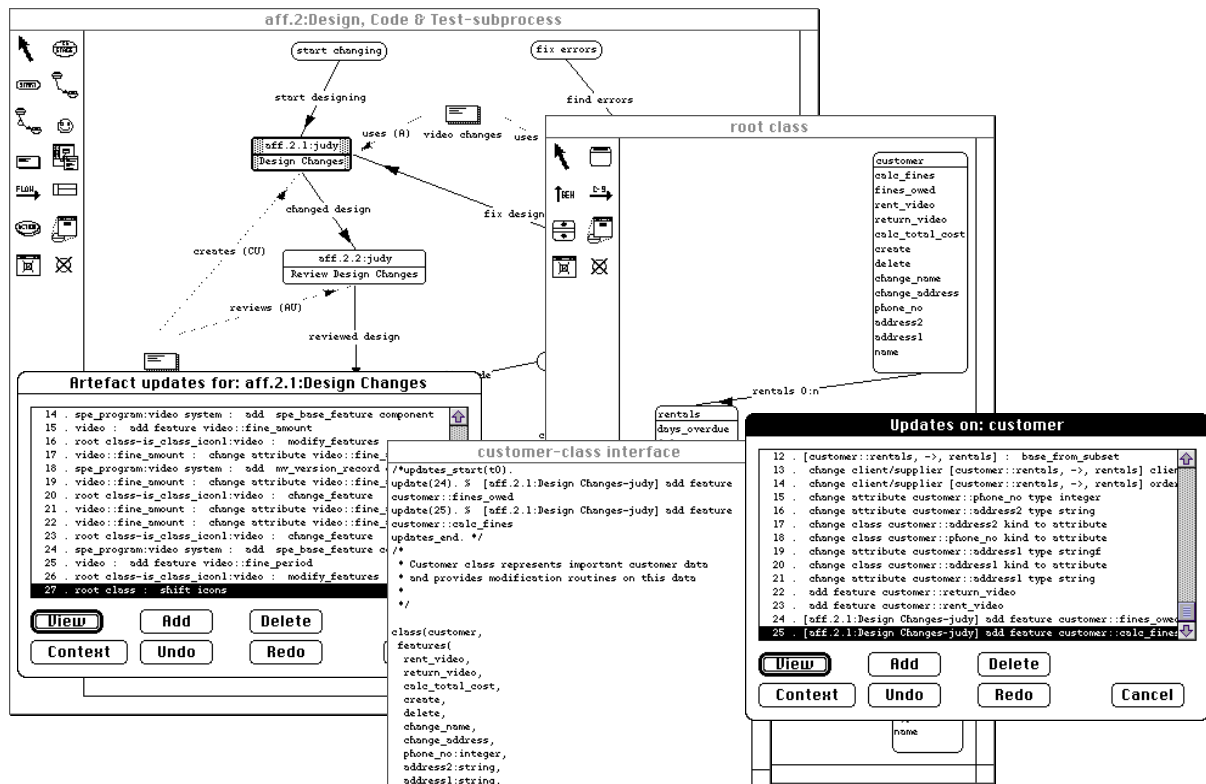 aff.2:Design, Code & Test-subprocess
START
FLOW
ACTION
start changing
fix errors
start designing
find errors
uses (A)
video changes
uses
aff.2.1:judy
Design Changes
changed design
fix design
creates (CU)
aff.2.2:judy
Review Design Changes
reviews (AU)
reviewed design
root class
BEH
C-S
customer
calc_fines
fines_owed
rent_video
return_video
calc_total_cost
create
delete
change_name
change_address
phone_no
address2
address1
name
rentals 0:n
rentals
days_overdue
name
Artefact updates for: aff.2.1:Design Changes
14 . spe_program:video system : add spe_base_feature component
15 . video : add feature video::fine_amount
16 . root class-is_class_icon1:video : modify_features
17 . video::fine_amount : change attribute video::fine_
18 . spe_program:video system : add mv_version_record
19 . video::fine_amount : change attribute video::fine_
20 . root class-is_class_icon1:video : change_feature
21 . video::fine_amount : change attribute video::fine_
22 . video::fine_amount : change attribute video::fine_
23 . root class-is_class_icon1:video : change_feature
24 . spe_program:video system : add spe_base_feature
25 . video : add feature video::fine_period
26 . root class-is_class_icon1:video : modify_features
27 . root class : shift icons
View
Add
Delete
Context
Undo
Redo
customer-class interface
/*updates_start(t0).
update(24). % [aff.2.1:Design Changes-judy] add feature
customer::fines_owed
update(25). % [aff.2.1:Design Changes-judy] add feature
customer::calc_fines
updates_end. */
/*
* Customer class represents important customer data
* and provides modification routines on this data
*
*/
class(customer,
features(
rent_video,
return_video,
calc_total_cost,
create,
delete,
change_name,
change_address,
phone_no:integer,
address2:string,
address1:string,
Updates on: customer
12 . [customer::rentals, ->, rentals] : base_from_subset
13 . change client/supplier [customer::rentals, ->, rentals] clien
14 . change client/supplier [customer::rentals, ->, rentals] order
15 . change attribute customer::phone_no type integer
16 . change attribute customer::address2 type string
17 . change class customer::address2 kind to attribute
18 . change class customer::phone_no kind to attribute
19 . change attribute customer::address1 type stringf
20 . change class customer::address1 kind to attribute
21 . change attribute customer::address1 type string
22 . add feature customer::return_video
23 . add feature customer::rent_video
24 . [aff.2.1:Design Changes-judy] add feature customer::fines_owed
25 . [aff.2.1:Design Changes-judy] add feature customer::calc_fines
View
Add
Delete
Context
Undo
Redo
Cancel